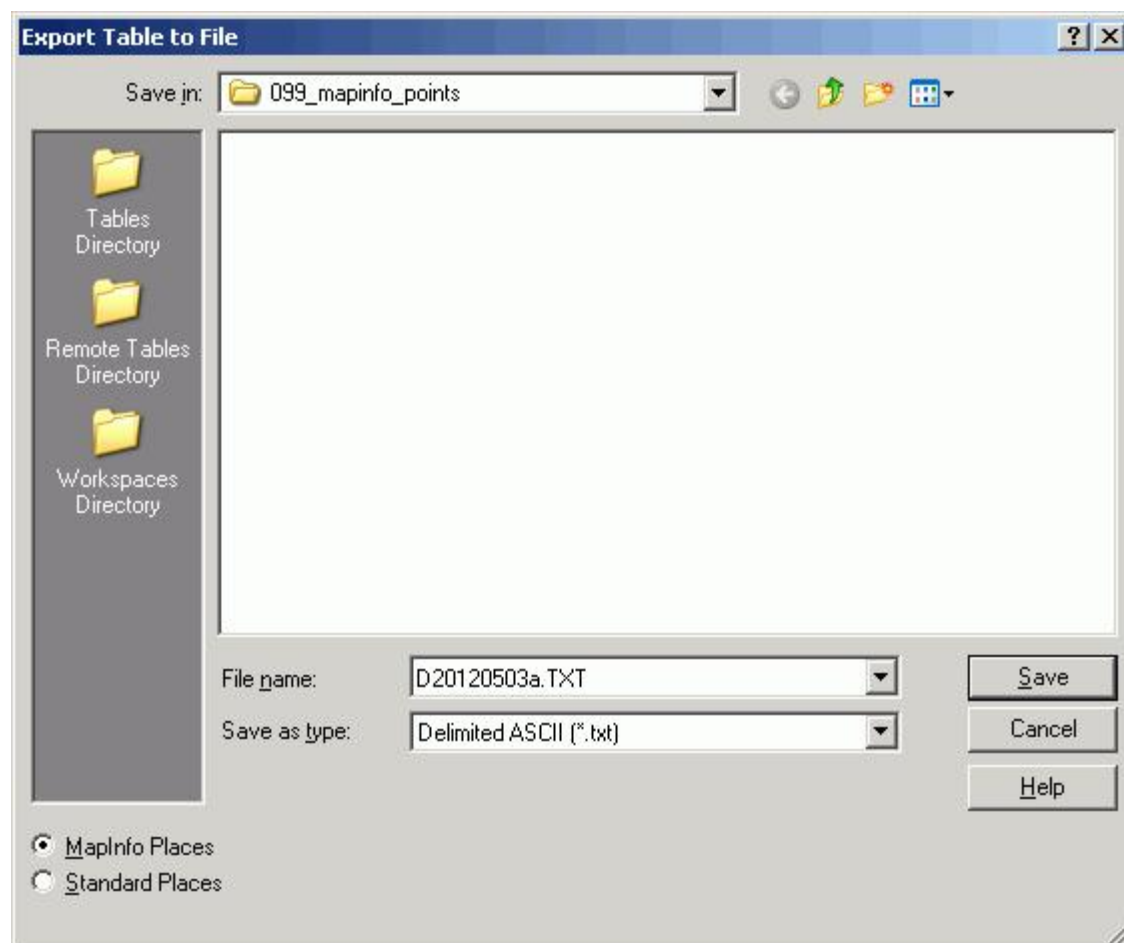 Export Table to File
Save in: 099_mapinfo_points
Tables
Directory
Remote Tables
Directory
Workspaces
Directory
File name: D20120503a.TXT Save
Save as type: Delimited ASCII (*.txt) Cancel
Help
MapInfo Places
Standard Places